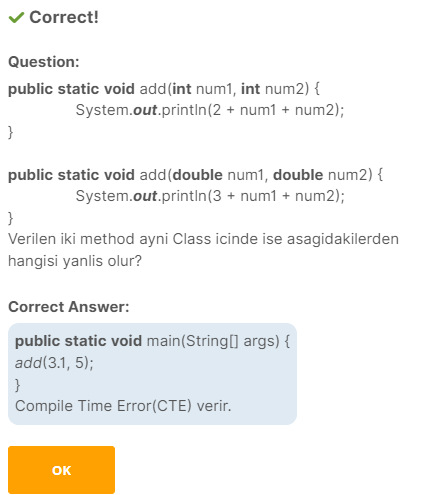 Correct!
Question:
public static void add(int num1, int num2) {
System.out.println(2 + num1 + num2);
}
public static void add(double num1, double num2) {
System.out.println(3 + num1 + num2);
}
Verilen iki method ayni Class icinde ise asagidakilerden
hangisi yanlis olur?
Correct Answer:
public static void main(String[] args) {
add(3.1, 5);
}
Compile Time Error(CTE) verir.
OK